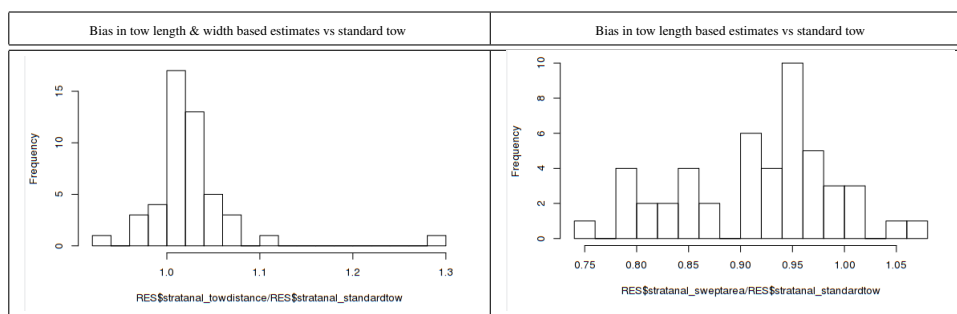 Bias in tow length & width based estimates vs standard tow
Bias in tow length based estimates vs standard tow
Frequency
0 5 10 15
1.0 1.1 1.2 1.3
RES$stratanal_towdistance/RES$stratanal_standardtow
Frequency
0 2 4 6 8 10
0.75 0.80 0.85 0.90 0.95 1.00 1.05
RES$stratanal_sweptarea/RES$stratanal_standardtow